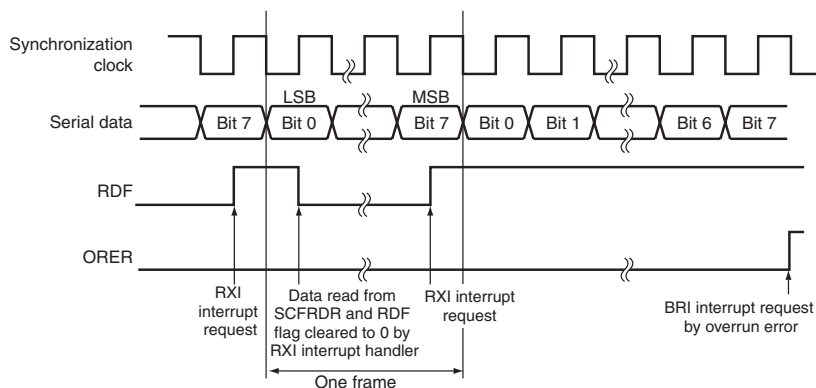 Synchronization
clock
LSB
MSB
Serial data
Bit 7
Bit 0
Bit 7
Bit 0
Bit 1
Bit 6
Bit 7
RDF
ORER
RXI
interrupt
request
Data read from
SCFRDR and RDF
flag cleared to 0 by
RXI interrupt handler
RXI interrupt
request
BRI interrupt request
by overrun error
One frame